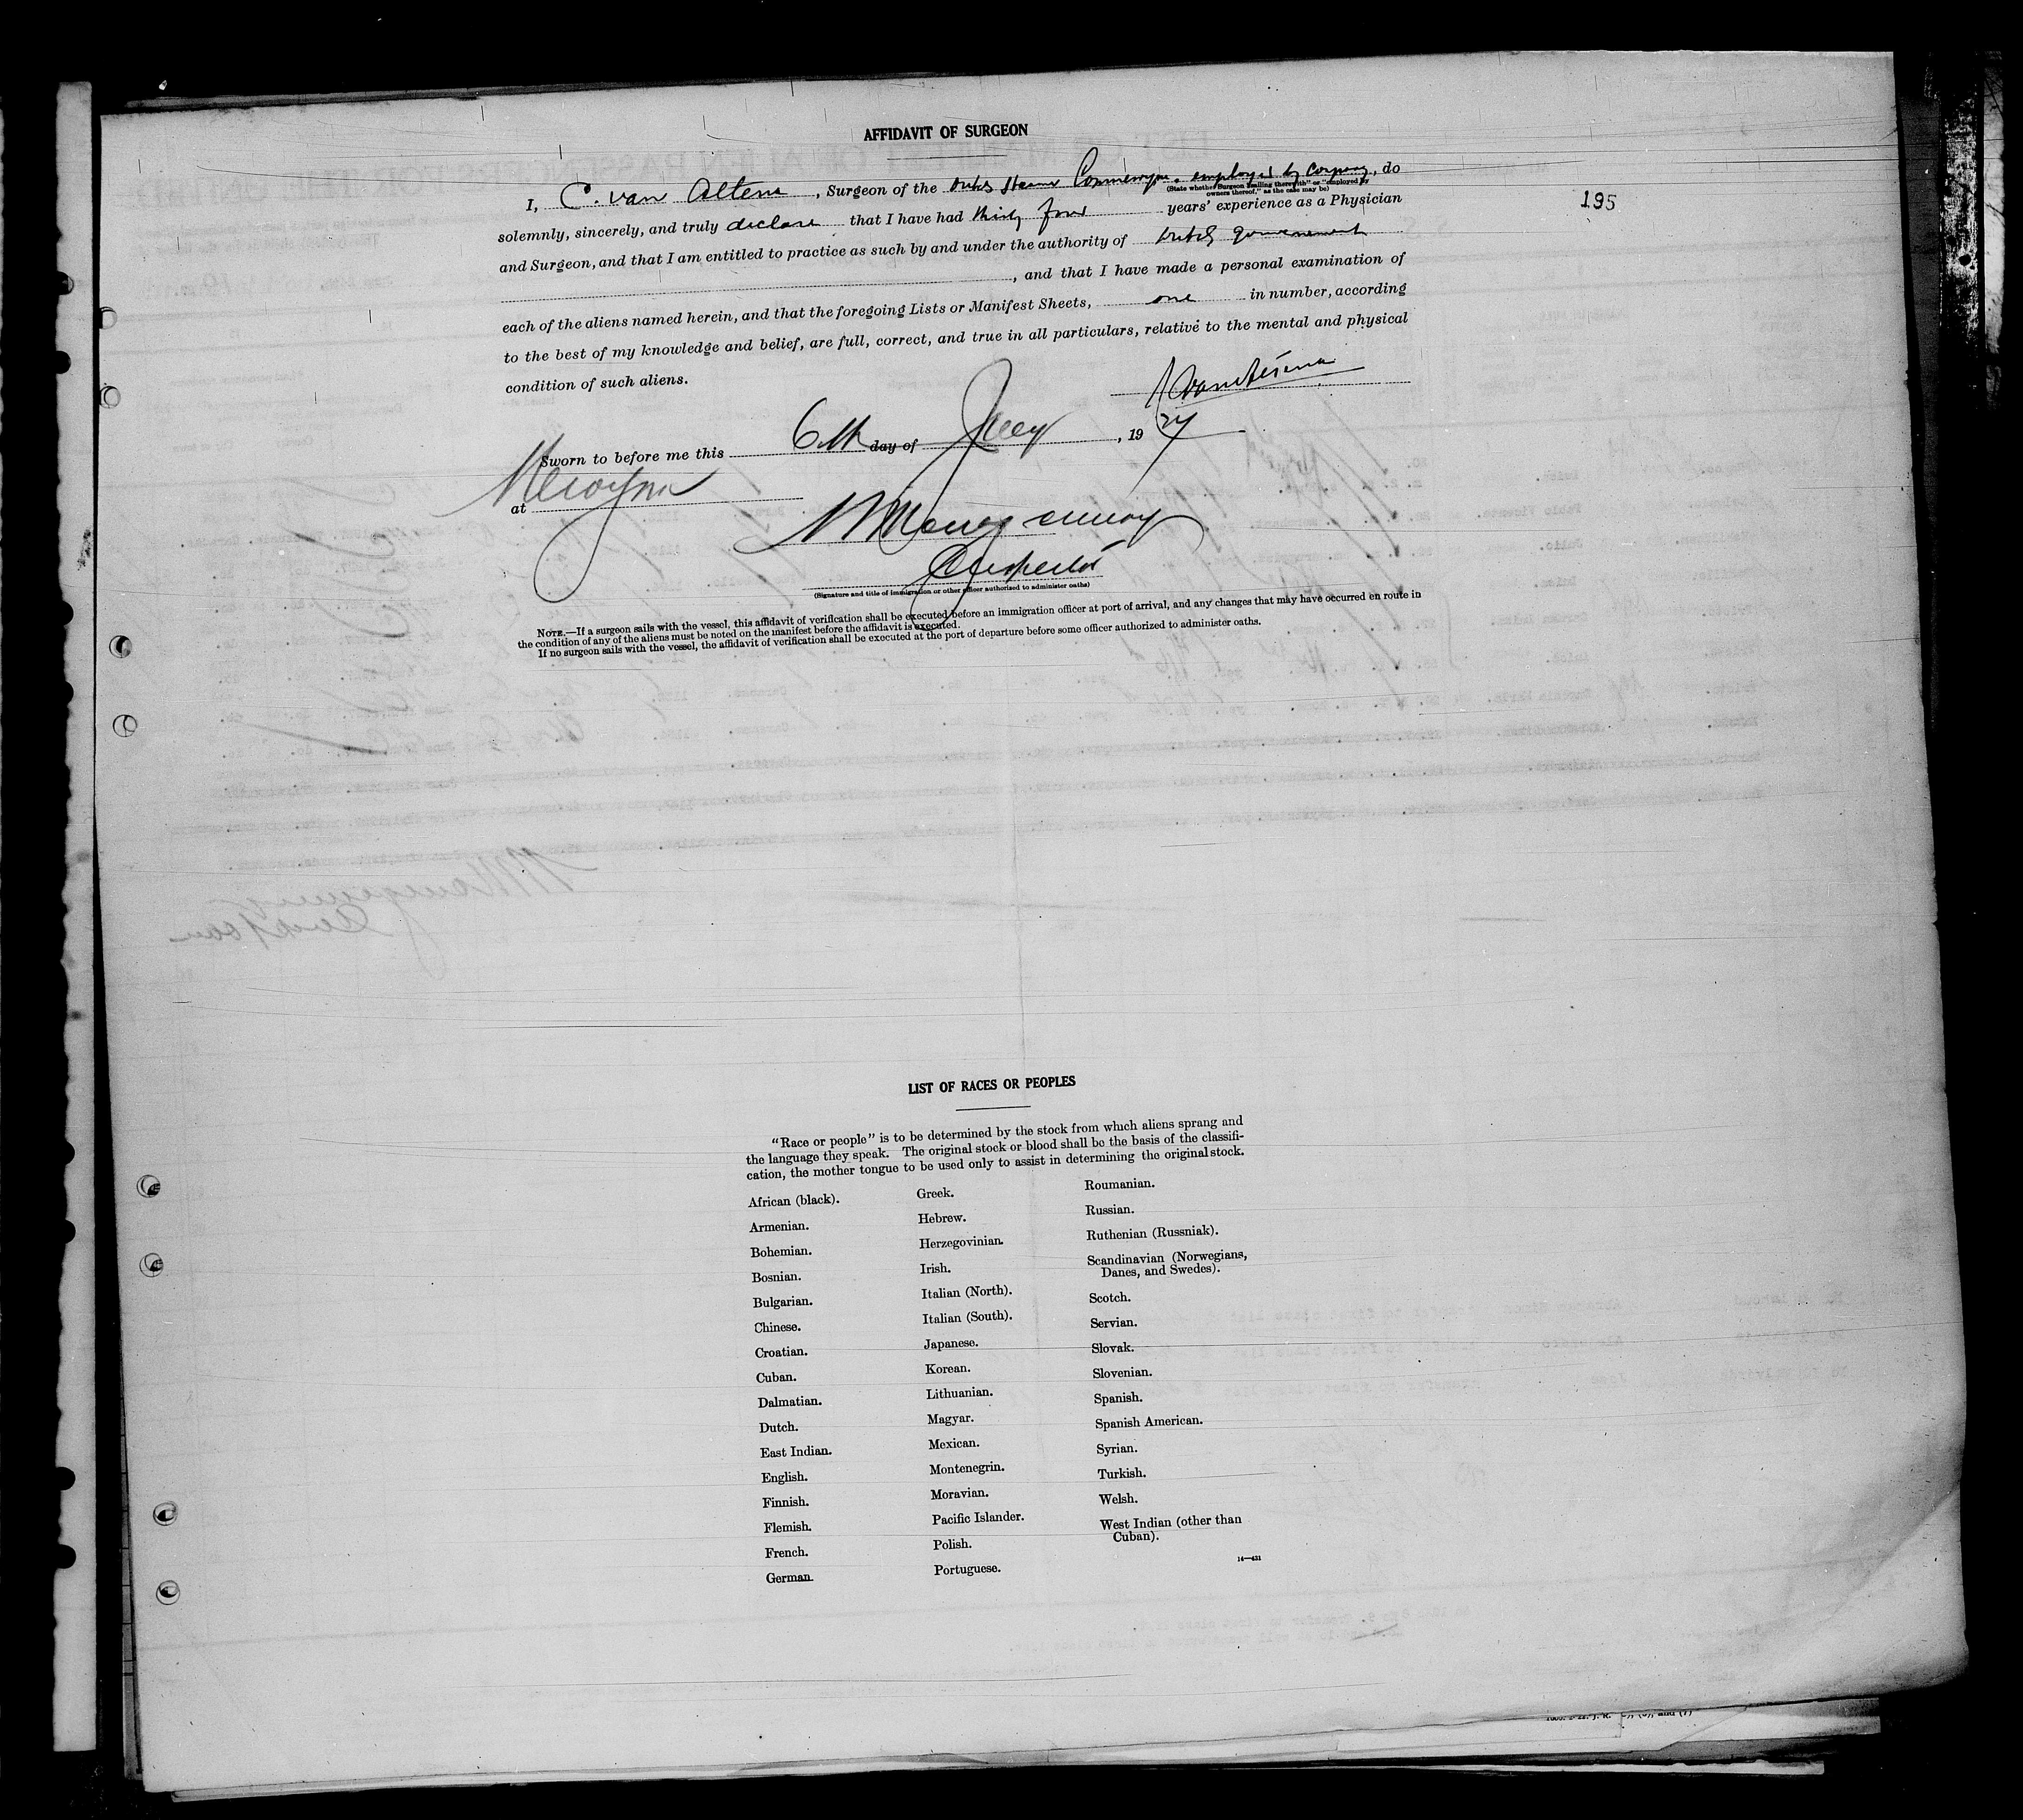 AFFIDAVIT OF SURGEON
195
I, C. van Altena, Surgeon of the Dutch Steamer Commewyne. employed by Company, do
(State whether Surgeon "sailing therewith" or "employed by
owners thereof," as the case may be)
solemnly, sincerely, and truly declare that I have had thirty four years' experience as a Physician
and Surgeon, and that I am entitled to practice as such by and under the authority of Dutch government
, and that I have made a personal examination of
each of the aliens named herein, and that the foregoing Lists or Manifest Sheets, one in number, according
to the best of my knowledge and belief, are full, correct, and true in all particulars, relative to the mental and physical
condition of such aliens.
Sworn to before me this 6th day of July, 1927
at
Inspector
(Signature and title of immigration or other officer authorized to administer oaths)
NOTE.—If a surgeon sails with the vessel, this affidavit of verification shall be executed before an immigration officer at port of arrival, and any changes that may have occurred en route in
the condition of any of the aliens must be noted on the manifest before the affidavit is executed.
If no surgeon sails with the vessel, the affidavit of verification shall be executed at the port of departure before some officer authorized to administer oaths.
LIST OF RACES OR PEOPLES
"Race or people" is to be determined by the stock from which aliens sprang and
the language they speak. The original stock or blood shall be the basis of the classifi-
cation, the mother tongue to be used only to assist in determining the original stock.
African (black).
Armenian.
Bohemian.
Bosnian.
Bulgarian.
Chinese.
Croatian.
Cuban.
Dalmatian.
Dutch.
East Indian.
English.
Finnish.
Flemish.
French.
German.
Greek.
Hebrew.
Herzegovinian.
Irish.
Italian (North).
Italian (South).
Japanese.
Korean.
Lithuanian.
Magyar.
Mexican.
Montenegrin.
Moravian.
Pacific Islander.
Polish.
Portuguese.
Roumanian.
Russian.
Ruthenian (Russniak).
Scandinavian (Norwegians,
Danes, and Swedes).
Scotch.
Servian.
Slovak.
Slovenian.
Spanish.
Spanish American.
Syrian.
Turkish.
Welsh.
West Indian (other than
Cuban).
14—431